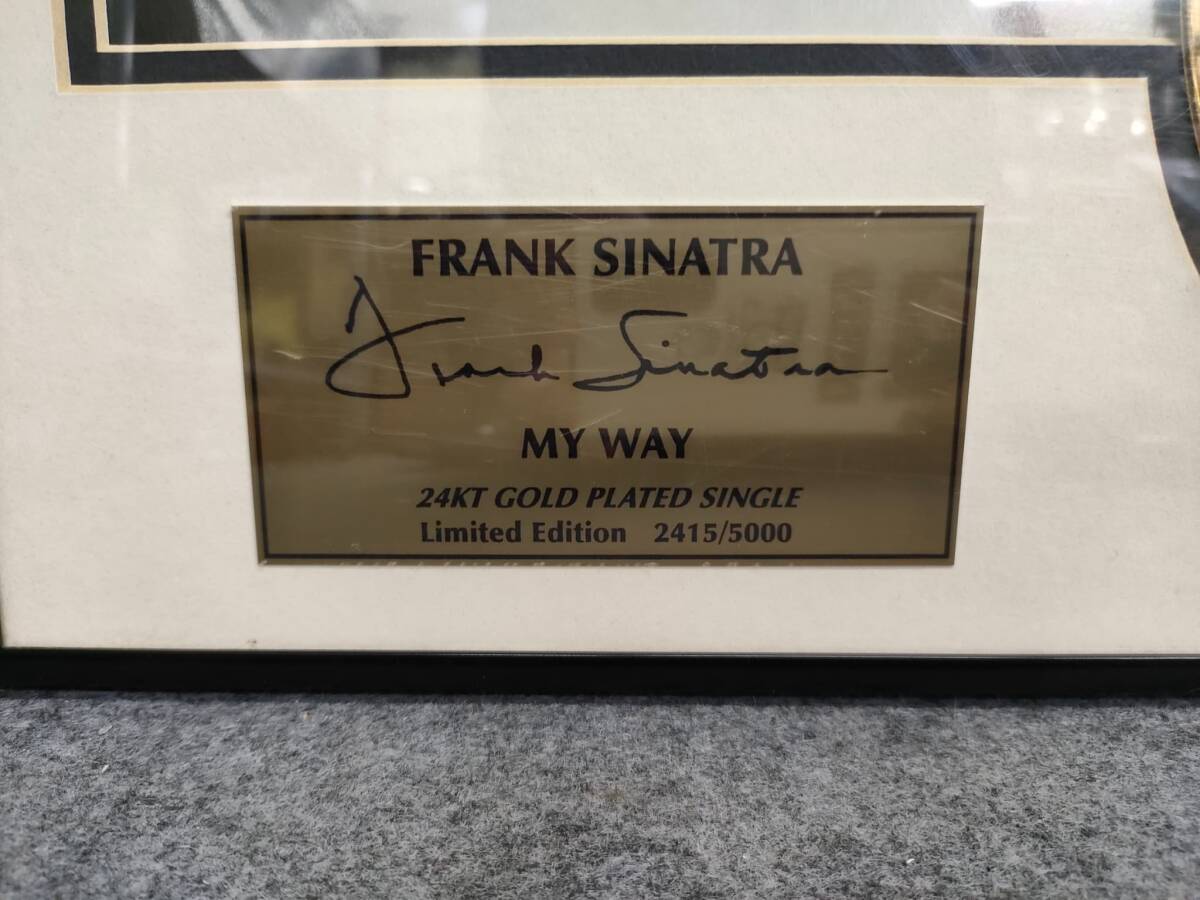 FRANK SINATRA
Frank Sinatra
MY WAY
24KT GOLD PLATED SINGLE
Limited Edition 2415/5000